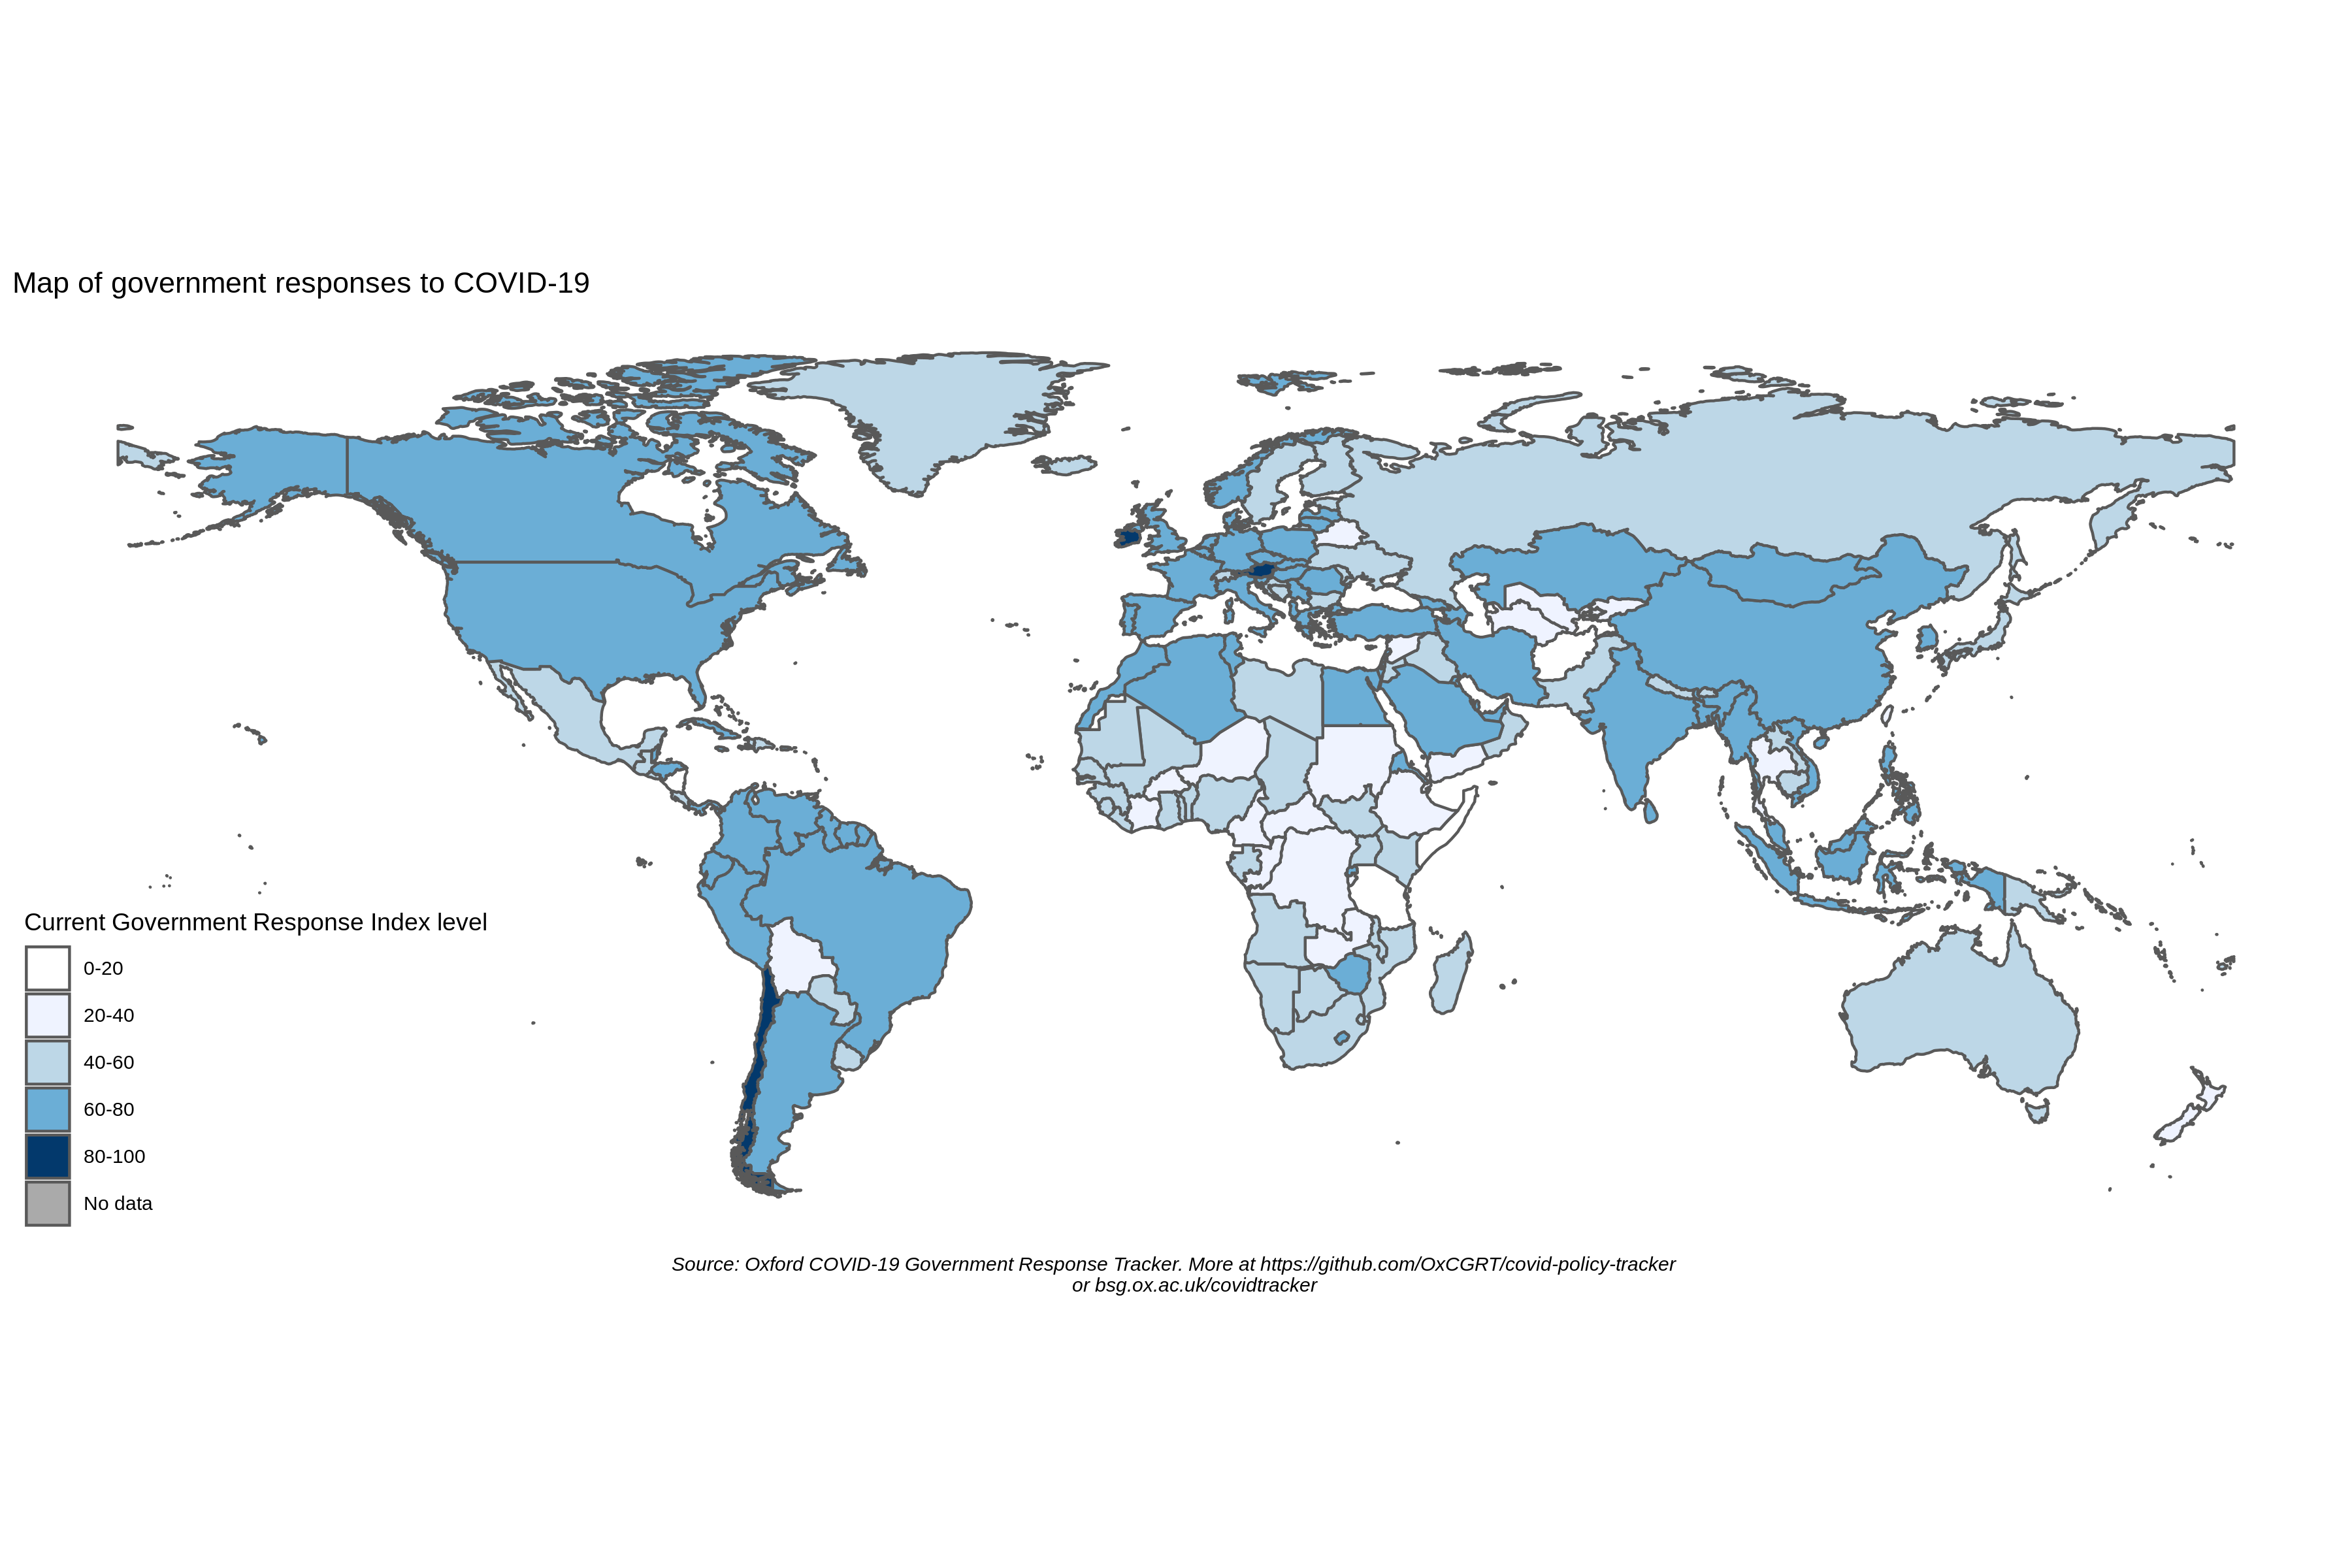 Map of government responses to COVID-19
Current Government Response Index level
0-20
20-40
40-60
60-80
80-100
No data
Source: Oxford COVID-19 Government Response Tracker. More at https://github.com/OxCGRT/covid-policy-tracker
or bsg.ox.ac.uk/covidtracker